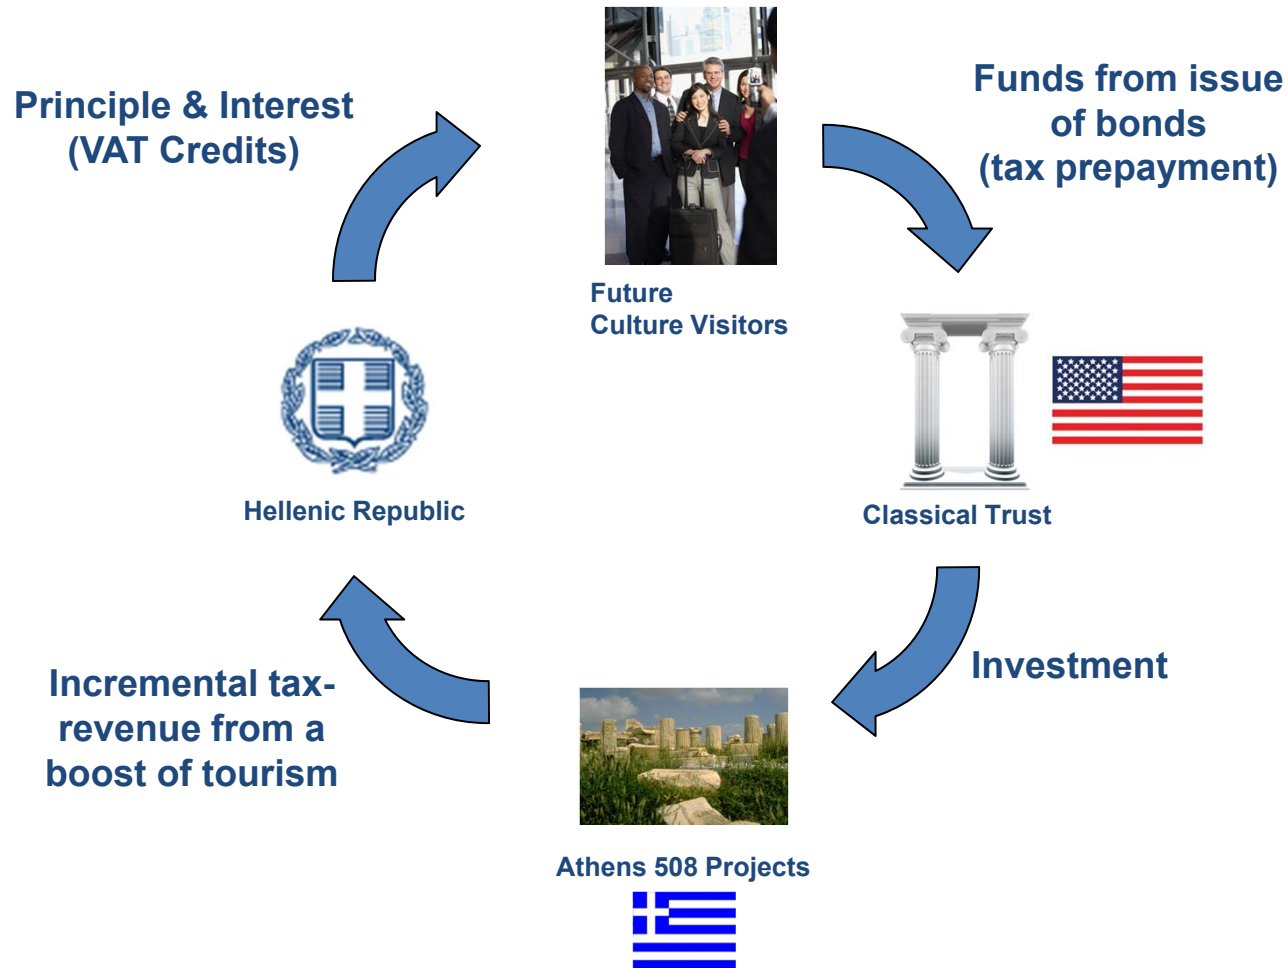 Principle & Interest
(VAT Credits)
Funds from issue
of bonds
(tax prepayment)
Future
Culture Visitors
Hellenic Republic
Classical Trust
Incremental tax-
revenue from a
boost of tourism
Investment
Athens 508 Projects